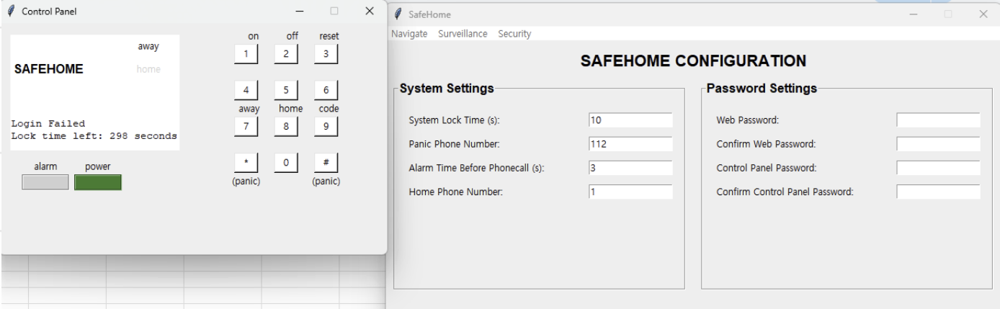 Control Panel
away
SAFEHOME
home
Login Failed
Lock time left: 298 seconds
alarm power
on off reset
1 2 3
4 5 6
away home code
7 8 9
* 0 #
(panic) (panic)
SafeHome
Navigate Surveillance Security
SAFEHOME CONFIGURATION
System Settings
System Lock Time (s): 10
Panic Phone Number: 112
Alarm Time Before Phonecall (s): 3
Home Phone Number: 1
Password Settings
Web Password:
Confirm Web Password:
Control Panel Password:
Confirm Control Panel Password: